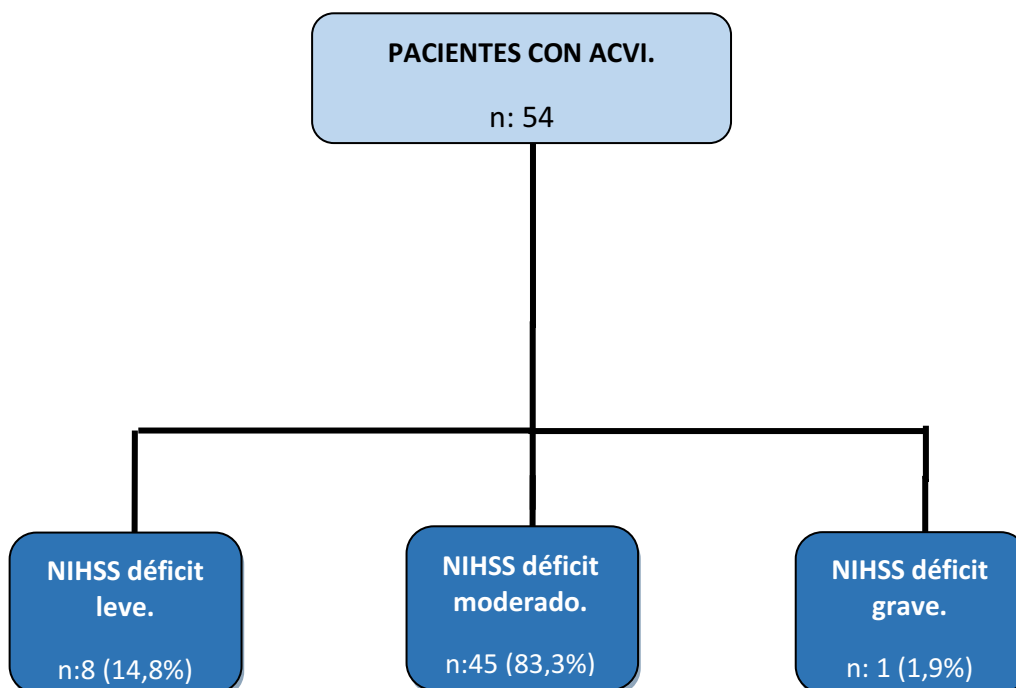 PACIENTES CON ACVI.
n: 54
NIHSS déficit
leve.
n:8 (14,8%)
NIHSS déficit
moderado.
n:45 (83,3%)
NIHSS déficit
grave.
n: 1 (1,9%)